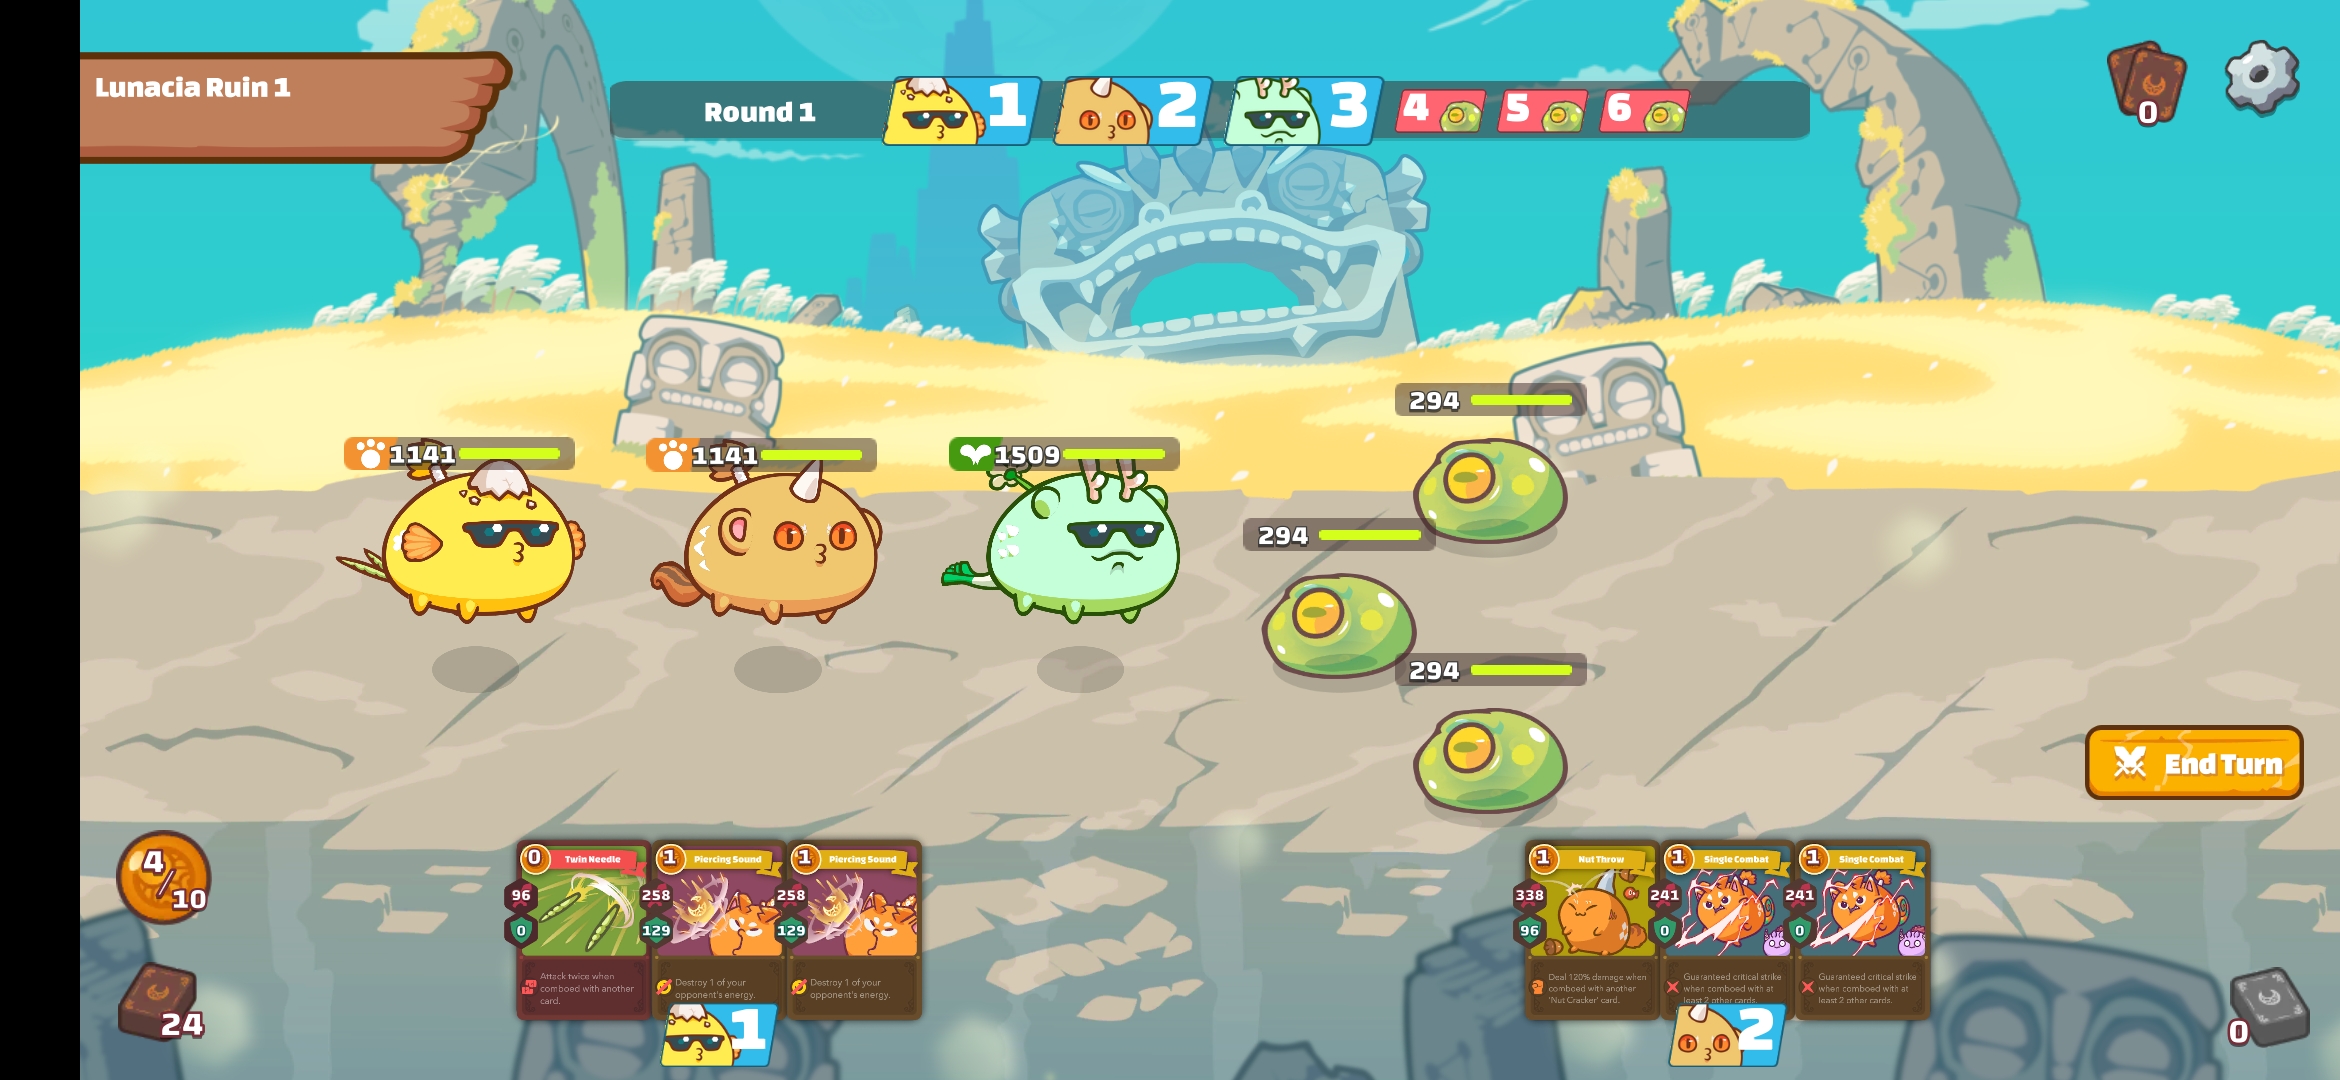 Lunacia Ruin 1
Round 1
1
2
3
4
5
6
0
294
1141
1141
1509
294
294
End Turn
4/10
24
0
Twin Needle
96
0
Attack twice when
comboed with another
card.
1
Piercing Sound
258
129
Destroy 1 of your
opponent's energy.
1
Piercing Sound
258
129
Destroy 1 of your
opponent's energy.
1
1
Nut Throw
338
96
Deal 120% damage when
comboed with another
'Nut Cracker' card.
1
Single Combat
241
0
Guaranteed critical strike
when comboed with at
least 2 other cards.
1
Single Combat
241
0
Guaranteed critical strike
when comboed with at
least 2 other cards.
2
0